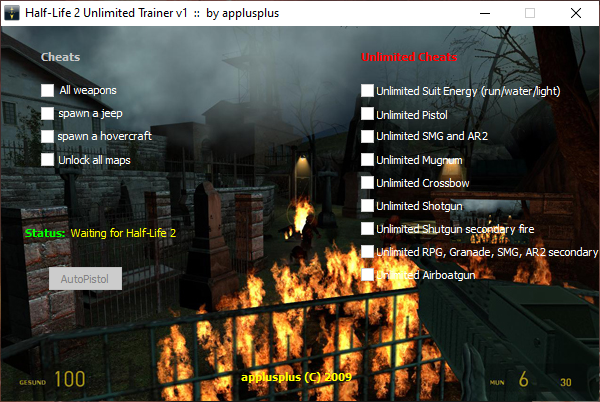 Half-Life 2 Unlimited Trainer v1 :: by applusplus
Cheats
All weapons
spawn a jeep
spawn a hovercraft
Unlock all maps
Status: Waiting for Half-Life 2
AutoPistol
Unlimited Cheats
Unlimited Suit Energy (run/water/light)
Unlimited Pistol
Unlimited SMG and AR2
Unlimited Mugnum
Unlimited Crossbow
Unlimited Shotgun
Unlimited Shutgun secondary fire
Unlimited RPG, Granade, SMG, AR2 secondary
Unlimited Airboatgun
GESUND 100
applusplus (C) 2009
MUN 6 30